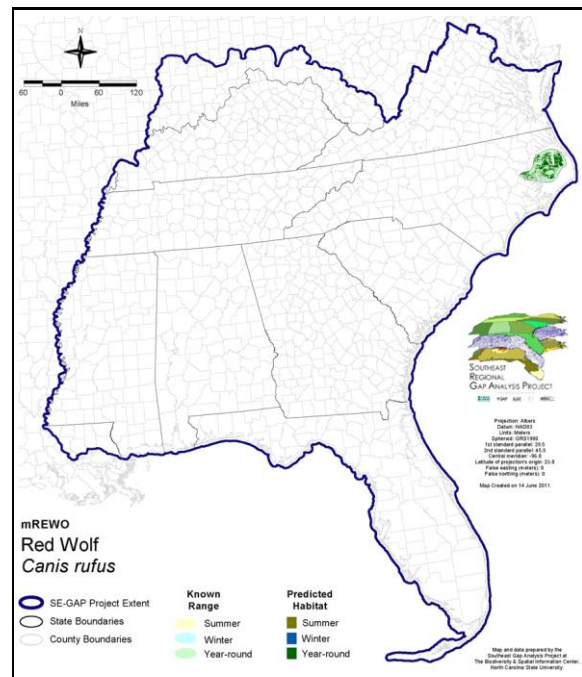 N
60 0 60 120
Miles
SOUTHEAST
REGIONAL
GAP ANALYSIS PROJECT
Projection: Albers
Datum: NAD83
Units: Meters
Spheroid: GRS1980
1st standard parallel: 29.5
2nd standard parallel: 45.5
Central meridian: -96.0
Latitude of projection's origin: 23.0
False easting (meters): 0
False northing (meters): 0
Map Created on 14 June 2011
mREWO
Red Wolf
Canis rufus
SE-GAP Project Extent
State Boundaries
County Boundaries
Known
Range
Summer
Winter
Year-round
Predicted
Habitat
Summer
Winter
Year-round
Map and data prepared by the
Southeast Gap Analysis Project at
The Biodiversity & Spatial Information Center,
North Carolina State University.